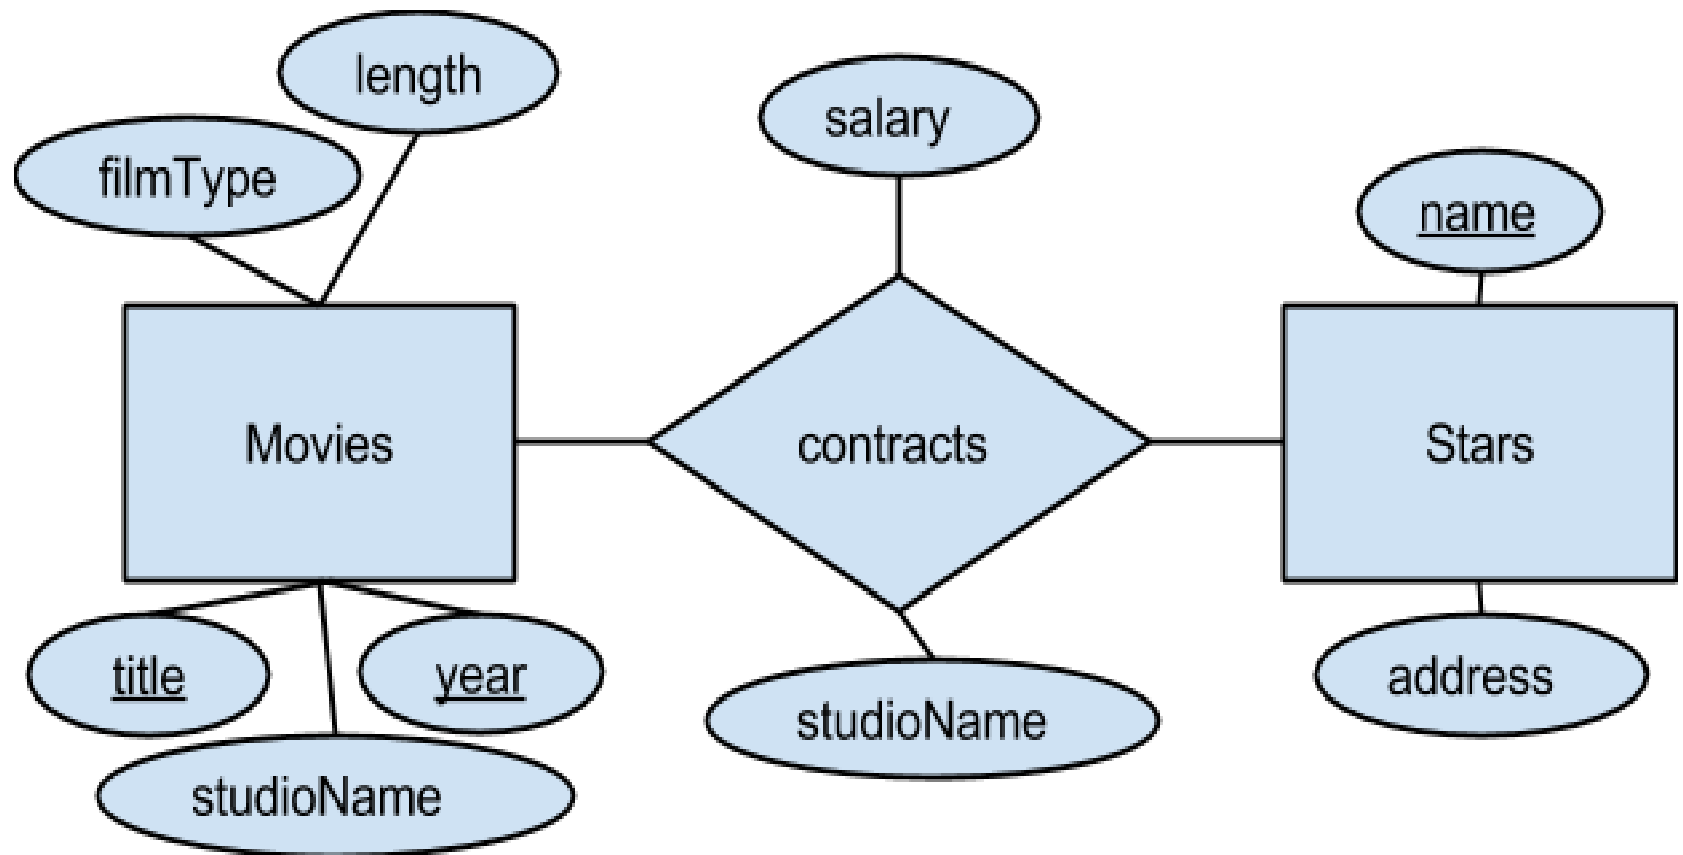 length
filmType
salary
name
Movies
contracts
Stars
title
year
studioName
studioName
address